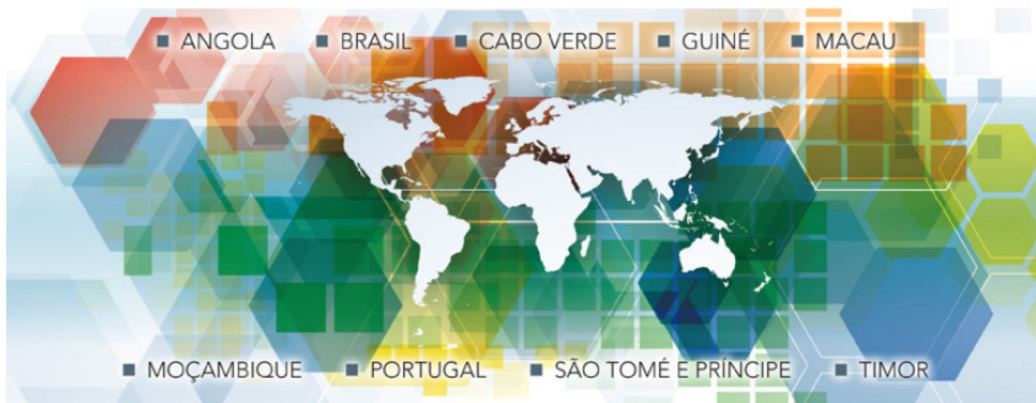 ■ ANGOLA ■ BRASIL ■ CABO VERDE ■ GUINÉ ■ MACAU
■ MOÇAMBIQUE ■ PORTUGAL ■ SÃO TOMÉ E PRÍNCIPE ■ TIMOR